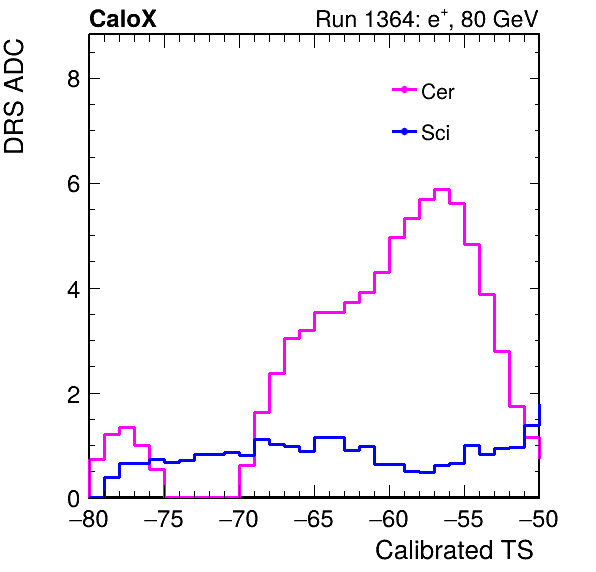 CaloX Run 1364: e⁺, 80 GeV
DRS ADC
8
6
4
2
0
Cer
Sci
−80 −75 −70 −65 −60 −55 −50
Calibrated TS